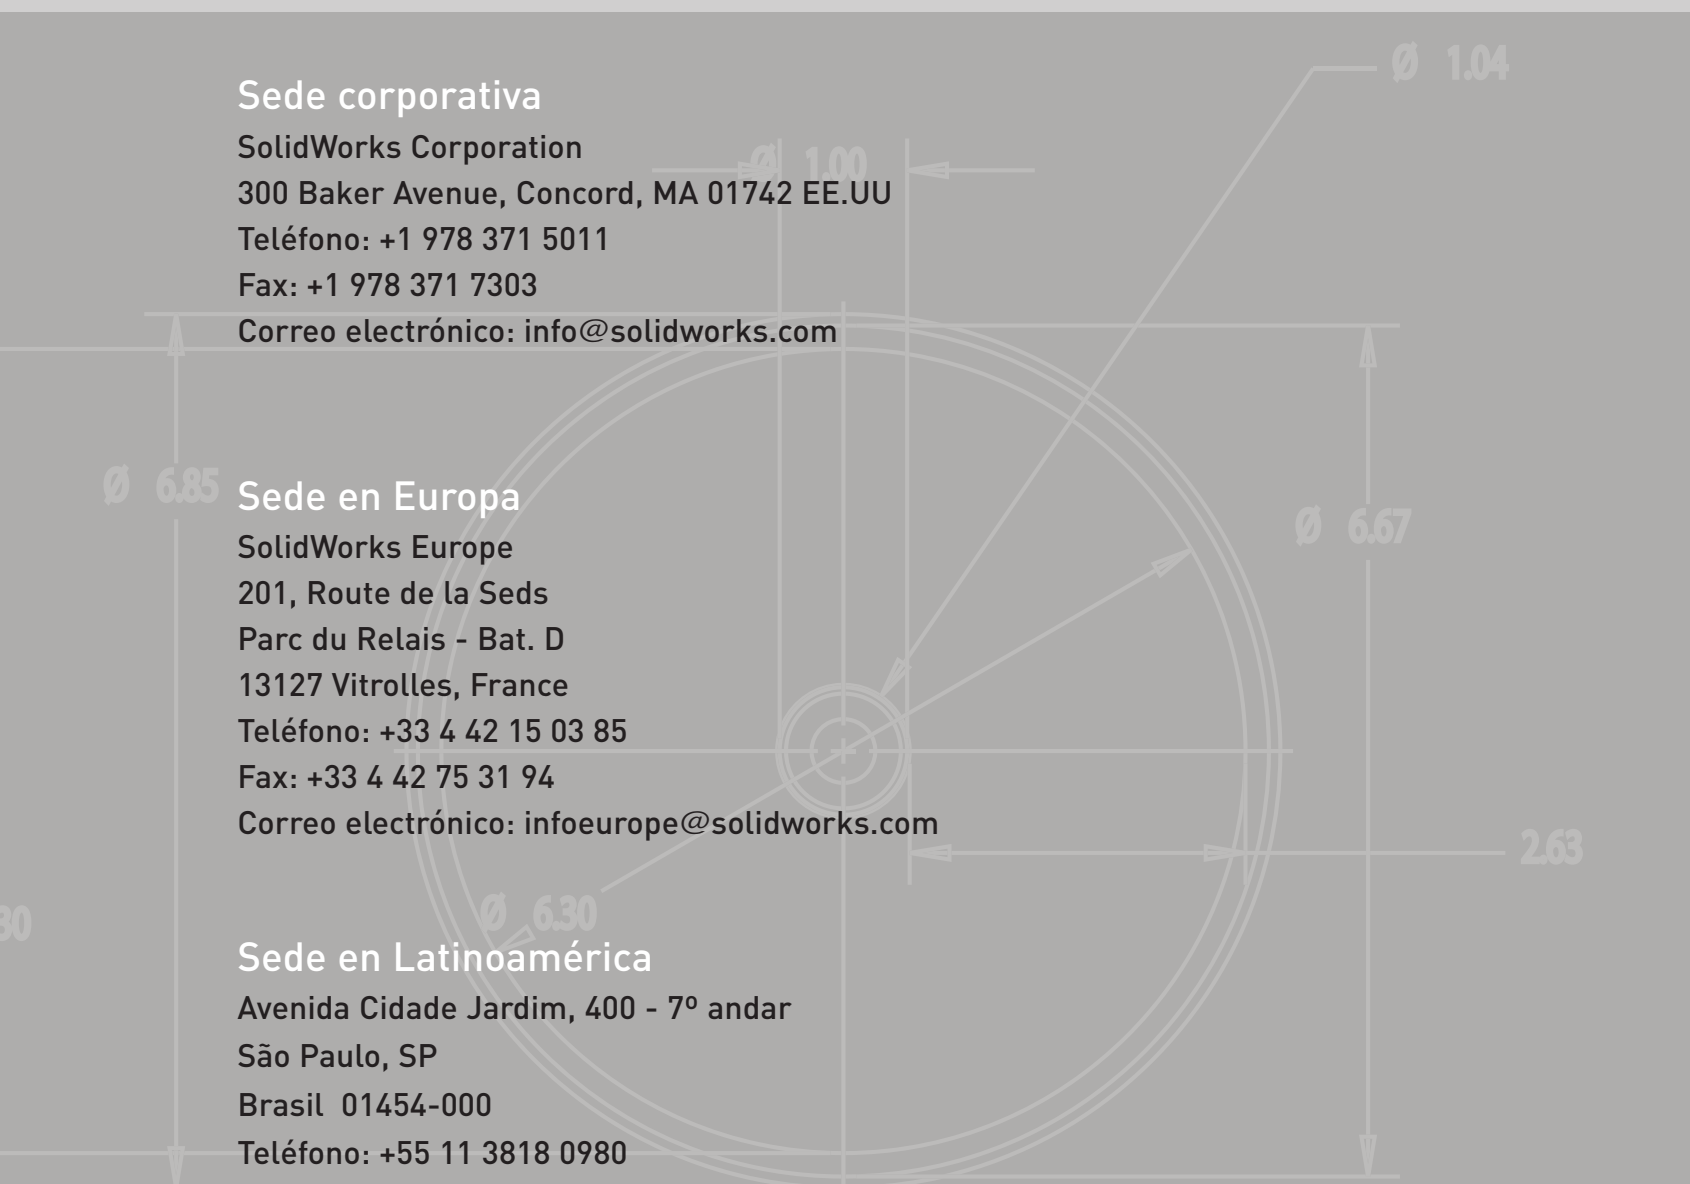 Ø 1.04
Sede corporativa
SolidWorks Corporation
Ø 1.00
300 Baker Avenue, Concord, MA 01742 EE.UU
Teléfono: +1 978 371 5011
Fax: +1 978 371 7303
Correo electrónico: info@solidworks.com
Ø 6.85
Sede en Europa
Ø 6.67
SolidWorks Europe
201, Route de la Seds
Parc du Relais - Bat. D
13127 Vitrolles, France
Teléfono: +33 4 42 15 03 85
Fax: +33 4 42 75 31 94
Correo electrónico: infoeurope@solidworks.com
2.63
Ø 6.30
30
Sede en Latinoamérica
Avenida Cidade Jardim, 400 - 7º andar
São Paulo, SP
Brasil 01454-000
Teléfono: +55 11 3818 0980